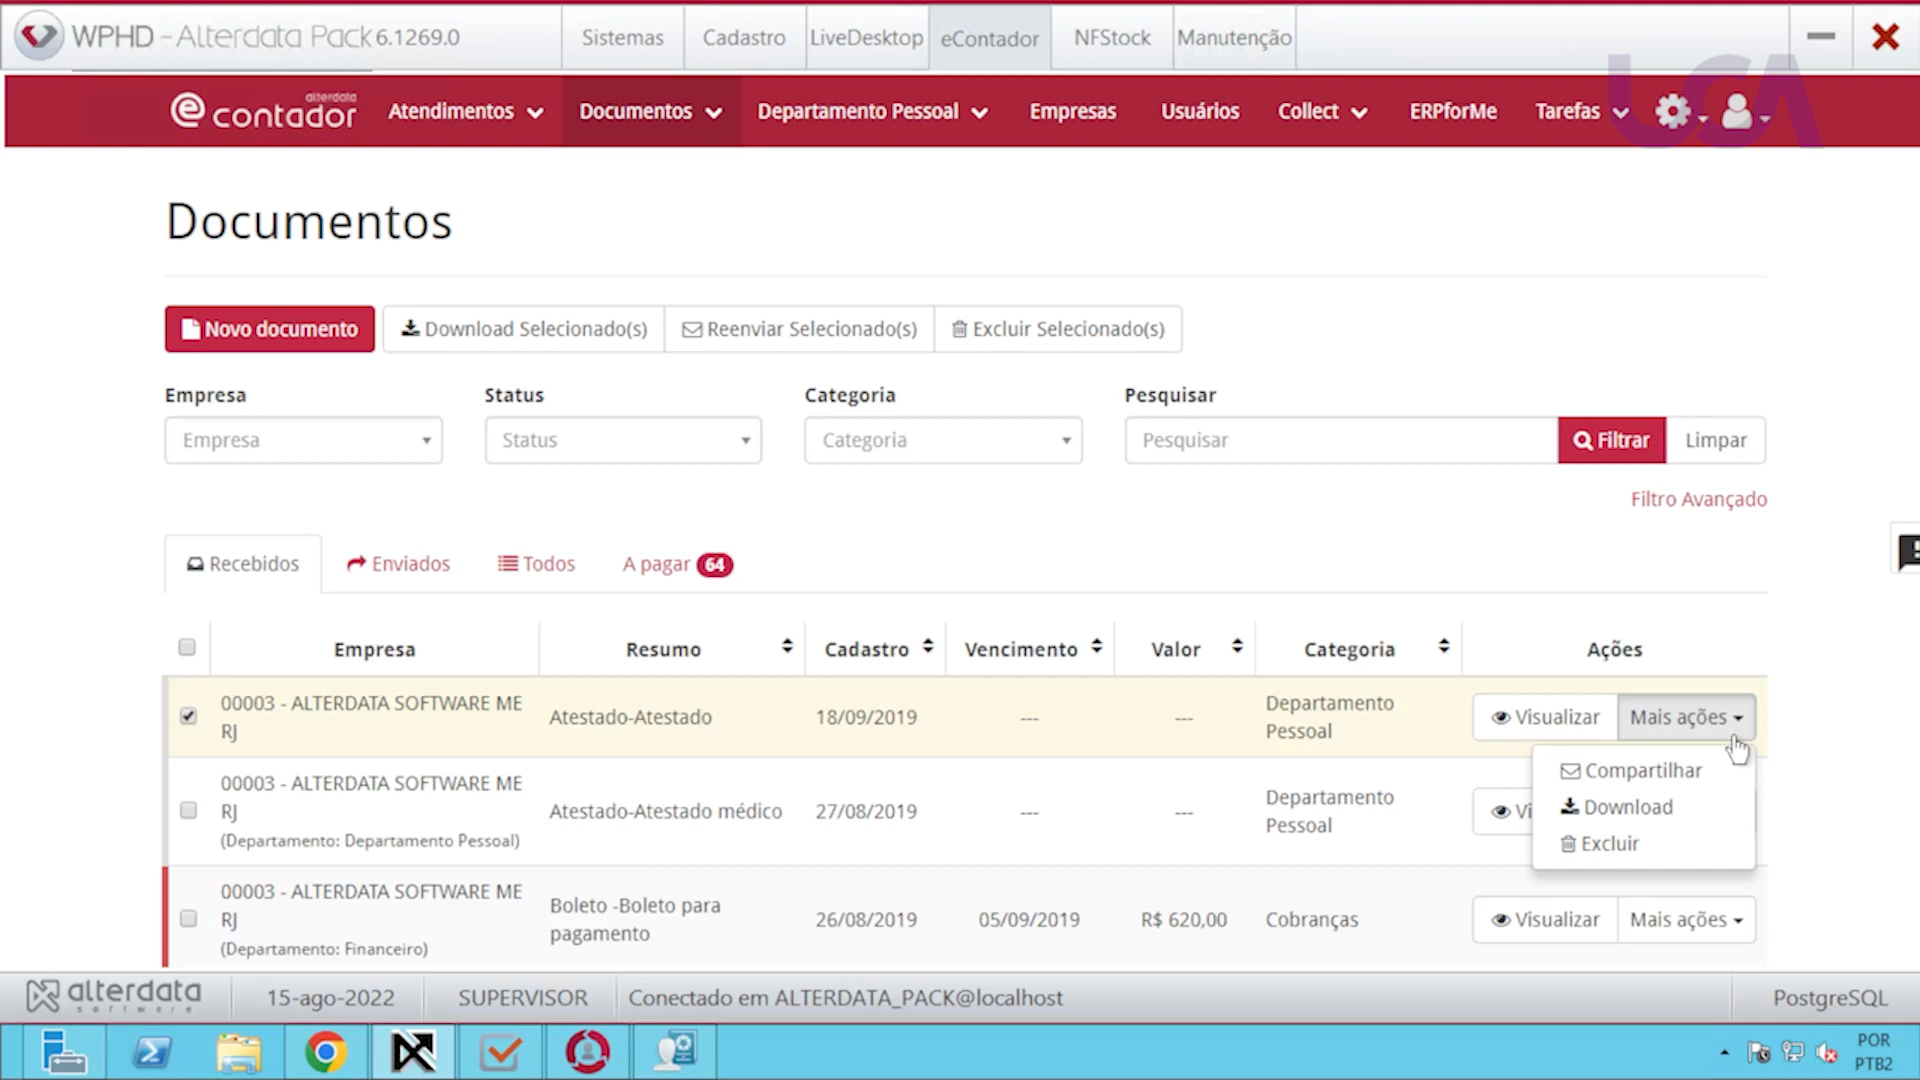 WPHD - Alterdata Pack 6.1269.0
Sistemas
Cadastro
LiveDesktop
eContador
NFStock
Manutenção
e contador alterdata
Atendimentos
Documentos
Departamento Pessoal
Empresas
Usuários
Collect
ERPforMe
Tarefas
UCA
Documentos
Novo documento
Download Selecionado(s)
Reenviar Selecionado(s)
Excluir Selecionado(s)
Empresa
Status
Categoria
Pesquisar
Empresa
Status
Categoria
Pesquisar
Filtrar
Limpar
Filtro Avançado
Recebidos
Enviados
Todos
A pagar 64
Empresa
Resumo
Cadastro
Vencimento
Valor
Categoria
Ações
00003 - ALTERDATA SOFTWARE ME
RJ
Atestado-Atestado
18/09/2019
---
---
Departamento
Pessoal
Visualizar
Mais ações
Compartilhar
Download
Excluir
00003 - ALTERDATA SOFTWARE ME
RJ
(Departamento: Departamento Pessoal)
Atestado-Atestado médico
27/08/2019
---
---
Departamento
Pessoal
Vi
00003 - ALTERDATA SOFTWARE ME
RJ
(Departamento: Financeiro)
Boleto -Boleto para
pagamento
26/08/2019
05/09/2019
R$ 620,00
Cobranças
Visualizar
Mais ações
alterdata
software
15-ago-2022
SUPERVISOR
Conectado em ALTERDATA_PACK@localhost
PostgreSQL
POR
PTB2